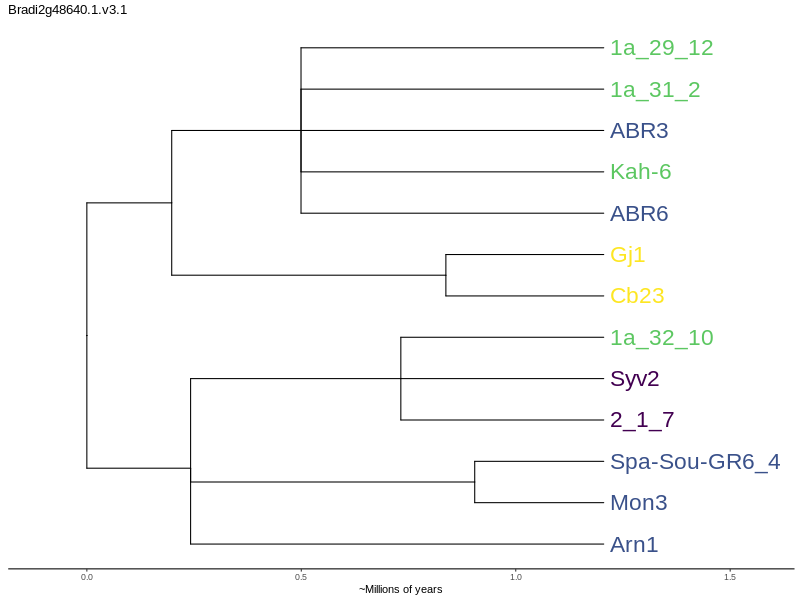 Bradi2g48640.1.v3.1
1a_29_12
1a_31_2
ABR3
Kah-6
ABR6
Gj1
Cb23
1a_32_10
Syv2
2_1_7
Spa-Sou-GR6_4
Mon3
Arn1
0.0 0.5 1.0 1.5
~Millions of years